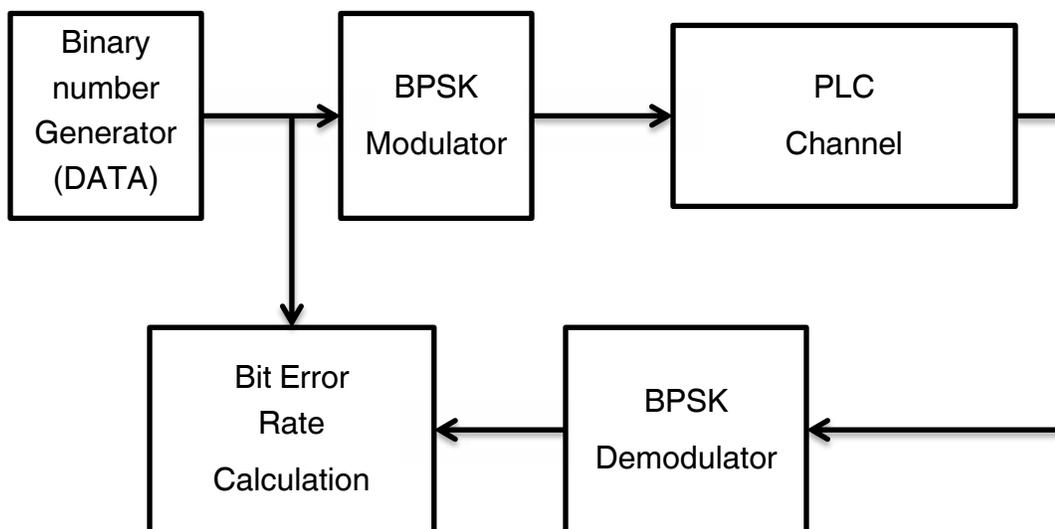 Binary
number
Generator
(DATA)
BPSK
Modulator
PLC
Channel
Bit Error
Rate
Calculation
BPSK
Demodulator